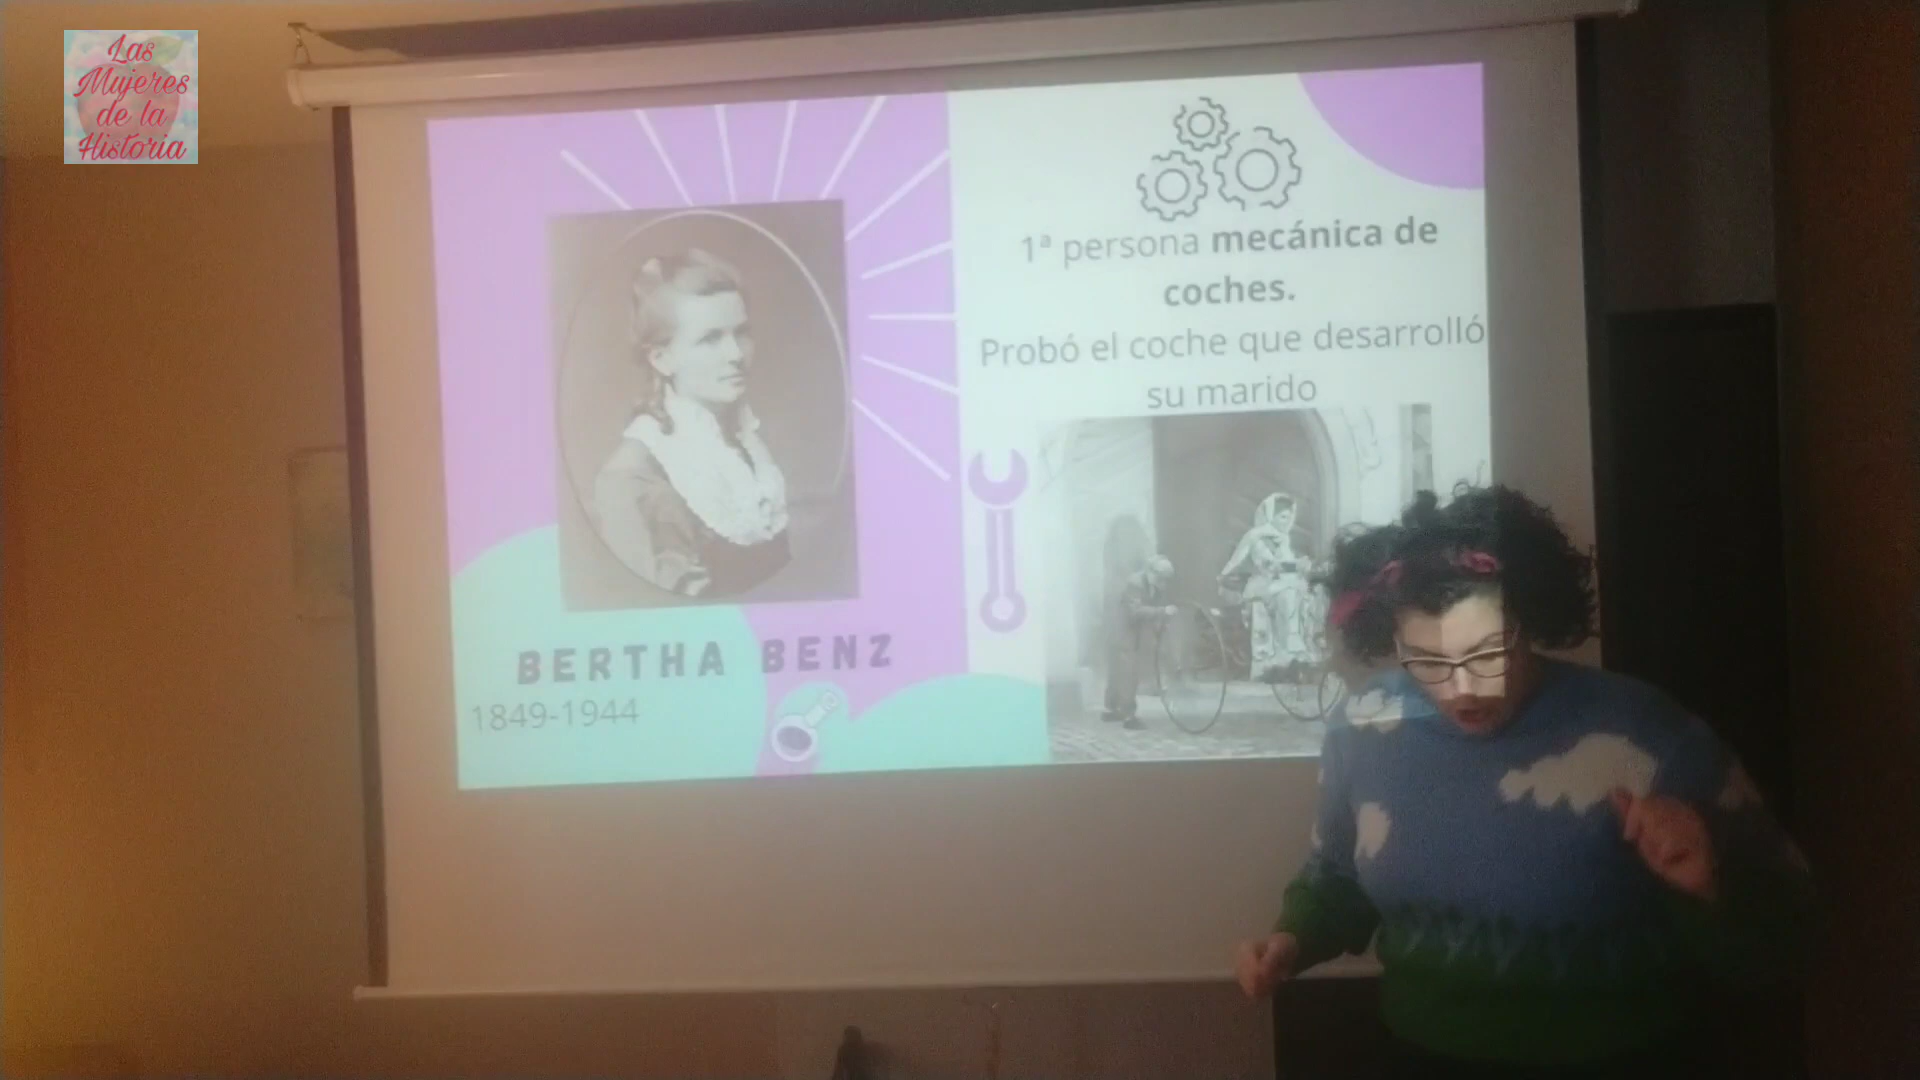 Las
Mujeres
de la
Historia
1ª persona mecánica de
coches.
Probó el coche que desarrolló
su marido
BERTHA BENZ
1849-1944